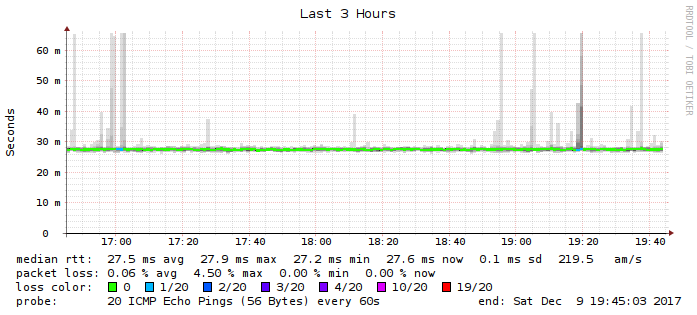 Last 3 Hours
RRDTOOL / TOBI OETIKER
Seconds
60 m
50 m
40 m
30 m
20 m
10 m
0
17:00 17:20 17:40 18:00 18:20 18:40 19:00 19:20 19:40
median rtt: 27.5 ms avg 27.9 ms max 27.2 ms min 27.6 ms now 0.1 ms sd 219.5 am/s
packet loss: 0.06 % avg 4.50 % max 0.00 % min 0.00 % now
loss color: 0 1/20 2/20 3/20 4/20 10/20 19/20
probe: 20 ICMP Echo Pings (56 Bytes) every 60s end: Sat Dec 9 19:45:03 2017